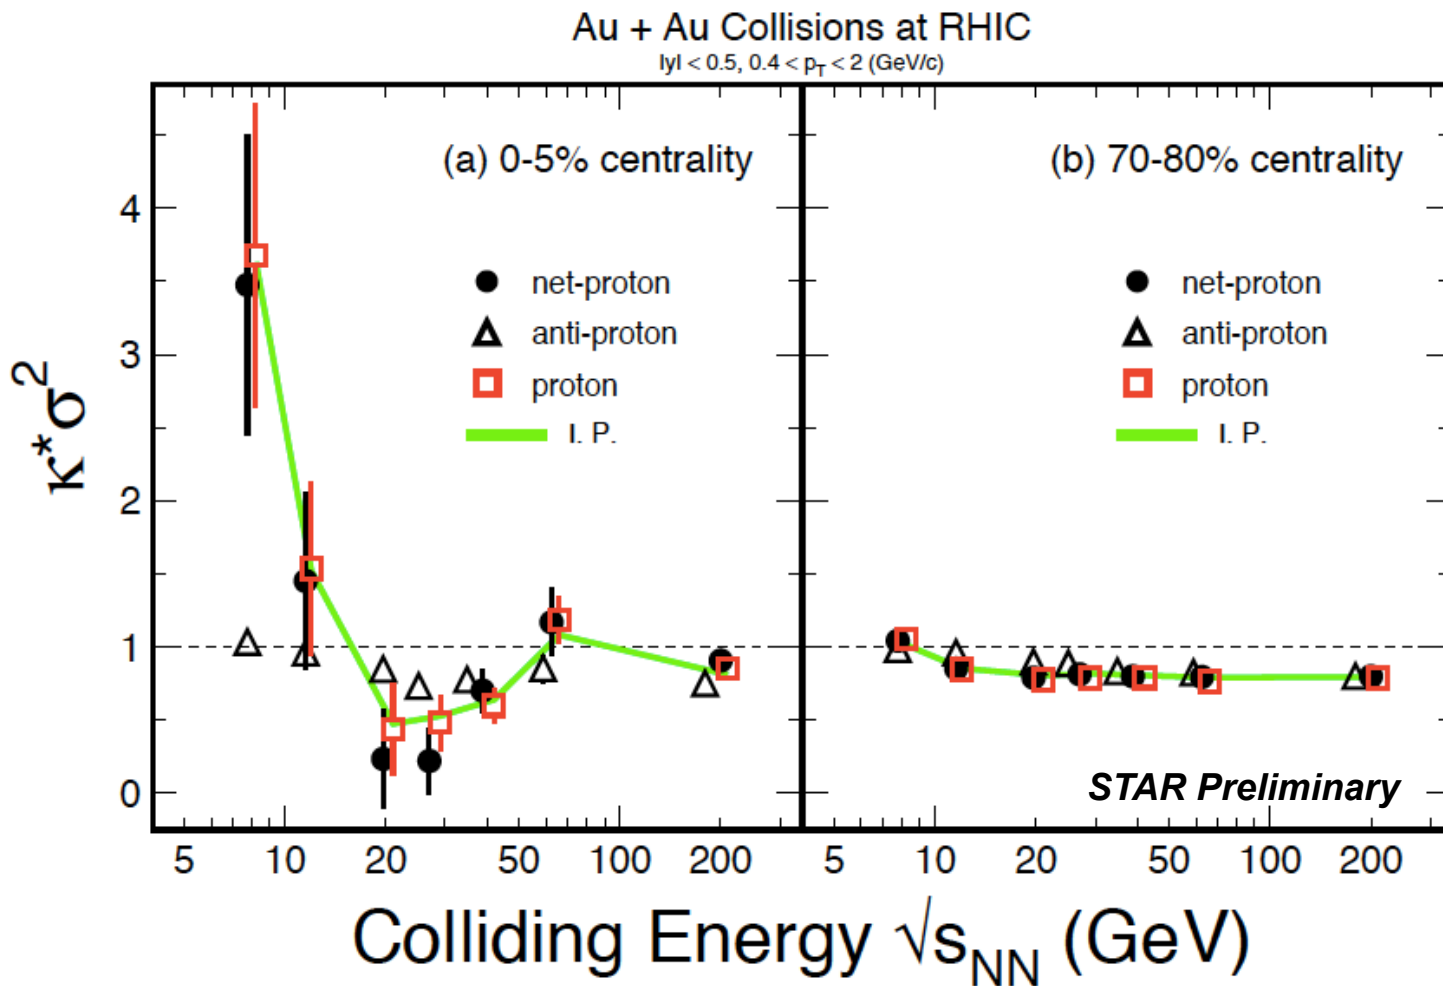 Au + Au Collisions at RHIC
|y| < 0.5, 0.4 < p_T < 2 (GeV/c)
(a) 0-5% centrality
(b) 70-80% centrality
4
3
2
1
0
κ*σ²
net-proton
anti-proton
proton
I. P.
net-proton
anti-proton
proton
I. P.
STAR Preliminary
5 10 20 50 100 200
5 10 20 50 100 200
Colliding Energy √s_NN (GeV)